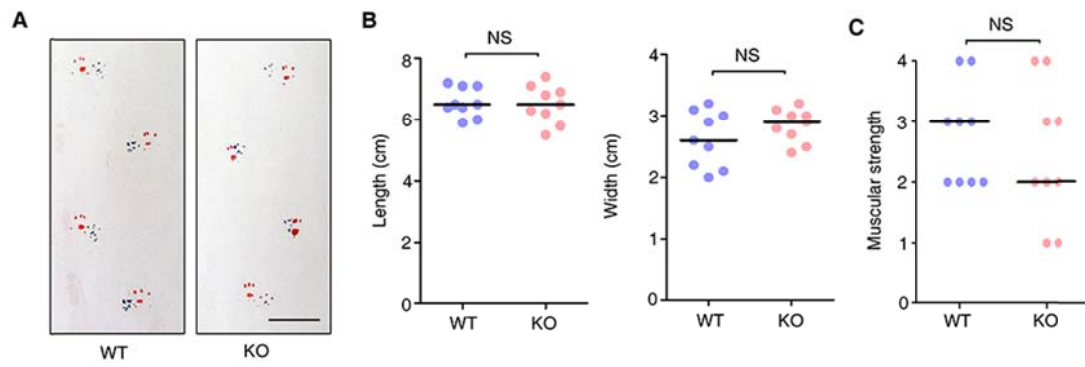 A
WT
KO
B
NS
8
6
4
2
0
Length (cm)
WT
KO
NS
4
3
2
1
0
Width (cm)
WT
KO
C
NS
4
3
2
1
0
Muscular strength
WT
KO